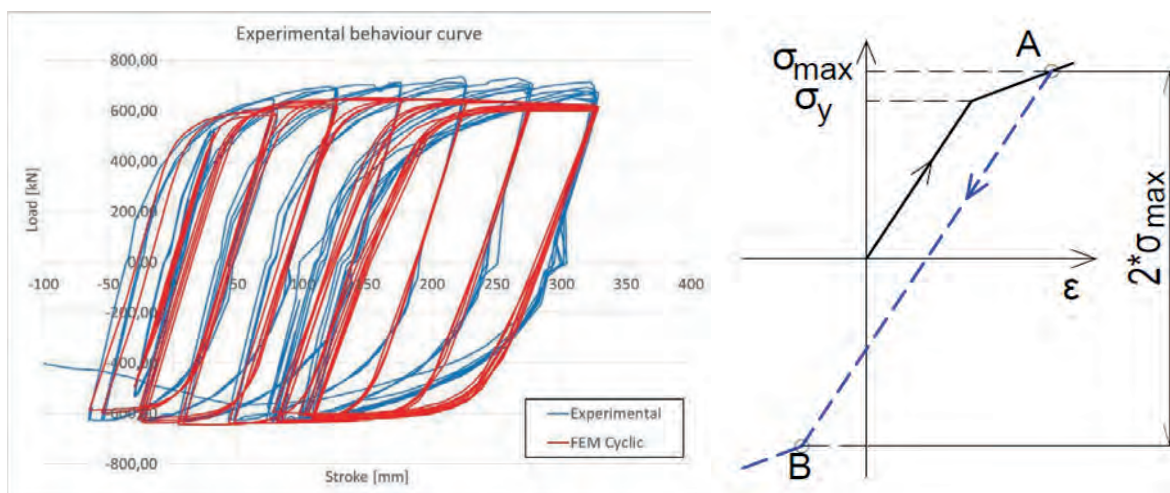 Experimental behaviour curve
800,00
600,00
400,00
200,00
0,00
-200,00
-400,00
-600,00
-800,00
-100
-50
0
50
100
150
200
250
300
350
400
Load [kN]
Stroke [mm]
Experimental
FEM Cyclic
A
σmax
σy
ε
B
2*σmax